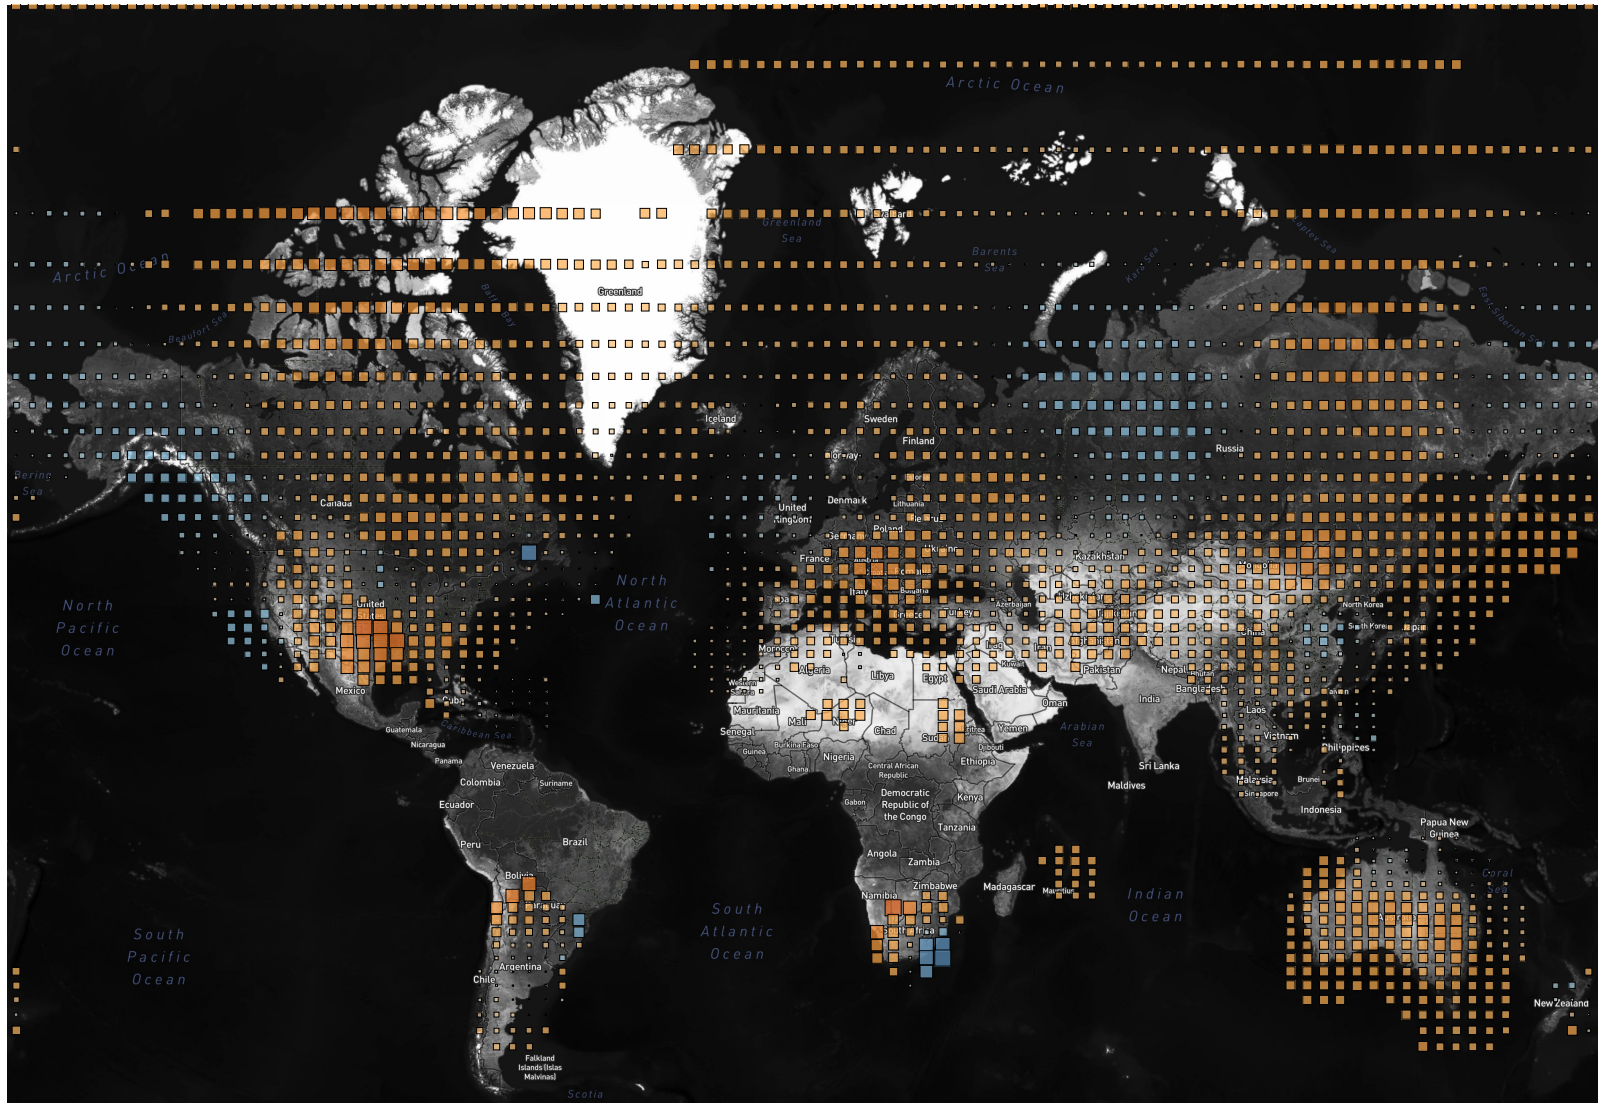 Arctic Ocean
Greenland
Sea
Barents
Sea
Kara Sea
Laptev Sea
Arctic Ocean
Baffin Bay
Greenland
East Siberian Sea
Beaufort Sea
Iceland
Sweden
Finland
Norway
Russia
Bering
Sea
Canada
Denmark
Lithuania
United
Kingdom
Poland
France
Kazakhstan
Italy
Turkey
Azerbaijan
North
Pacific
Ocean
United
North
Atlantic
Ocean
North Korea
South Korea
China
Morocco
Algeria
Libya
Egypt
Iraq
Iran
Kuwait
Pakistan
Nepal
Bhutan
Bangladesh
India
Mexico
Cuba
Western
Sahara
Mauritania
Mali
Niger
Chad
Sudan
Eritrea
Saudi Arabia
Oman
Yemen
Arabian
Sea
Laos
Vietnam
Philippines
Guatemala
Nicaragua
Caribbean Sea
Senegal
Guinea
Burkina Faso
Ghana
Nigeria
Djibouti
Ethiopia
Central African
Republic
Panama
Venezuela
Colombia
Suriname
Sri Lanka
Maldives
Malaysia
Singapore
Brunei
Indonesia
Ecuador
Gabon
Democratic
Republic of
the Congo
Kenya
Tanzania
Papua New
Guinea
Peru
Brazil
Angola
Zambia
Bolivia
Paraguay
Namibia
Zimbabwe
Madagascar
Mauritius
Indian
Ocean
Coral
Sea
Australia
South
Pacific
Ocean
South
Atlantic
Ocean
South Africa
Argentina
Chile
New Zealand
Falkland
Islands (Islas
Malvinas)
Scotia